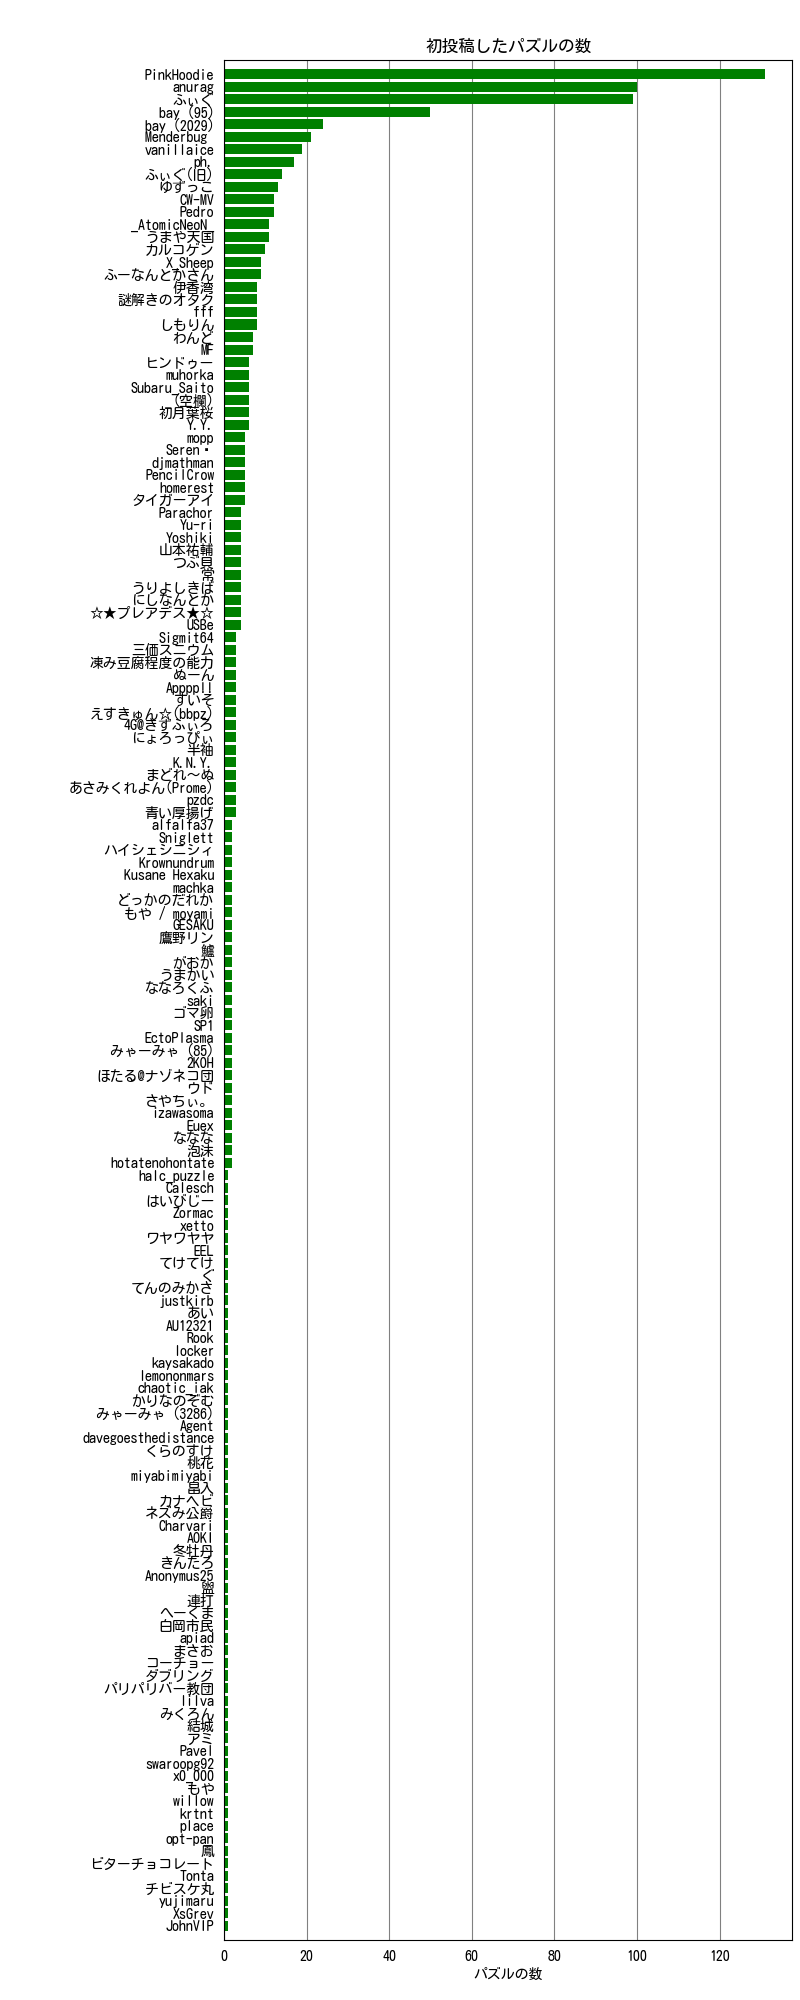 初投稿したパズルの数
PinkHoodie
anurag
ふぃぐ
bay (95)
bay (2029)
Menderbug
vanillaice
ph.
ふぃぐ(旧)
ゆずっこ
CW-MV
Pedro
_AtomicNeoN_
うまや天国
カルコゲン
X_Sheep
ふーなんとかさん
伊香湾
謎解きのオタク
fff
しもりん
わんど
MF
ヒンドゥー
muhorka
Subaru_Saito
(空欄)
初月葉桜
Y.Y.
mopp
Seren·
djmathman
PencilCrow
homerest
タイガーアイ
Parachor
Yu-ri
Yoshiki
山本祐輔
つぶ貝
常
うりよしきば
にしなんとか
☆★プレアデス★☆
USBe
Sigmit64
三価スニウム
凍み豆腐程度の能力
ぬーん
Appppll
すいそ
えすきゅん☆(bbpz)
4G@きずふぃろ
にょろっぴぃ
半袖
K.N.Y.
まどれ～ぬ
あさみくれよん(Prome)
pzdc
青い厚揚げ
alfalfa37
Sniglett
ハイシェンニシィ
Krownundrum
Kusane Hexaku
machka
どっかのだれか
もや / moyami
GESAKU
鷹野リン
鱸
がおか
うまかい
ななろくふ
saki
ゴマ卵
SP1
EctoPlasma
みゃーみゃ (85)
2KOH
ほたる@ナゾネコ団
ウド
さやちぃ。
izawasoma
Euex
ななな
泡沫
hotatenohontate
halc_puzzle
Calesch
はいびじー
Zormac
xetto
ワヤワヤヤ
EEL
てけてけ
ぐ
てんのみかさ
justkirb
あい
AU12321
Rook
locker
kaysakado
lemononmars
chaotic_iak
かりなのぞむ
みゃーみゃ (3286)
Agent
davegoesthedistance
くらのすけ
桃花
miyabimiyabi
畠入
カナヘビ
ネズみ公爵
Charvari
AOKI
冬牡丹
きんたろ
Anonymus25
連打
へーくま
白岡市民
apiad
まさお
コーチョー
ダブリング
パリパリバー教団
lilva
みくろん
結城
アミ
Pavel
swaroopg92
x0_000
もや
willow
krtnt
place
opt-pan
鳳
ビターチョコレート
Tonta
チビスケ丸
yujimaru
XsGrev
JohnVIP
0 20 40 60 80 100 120
パズルの数